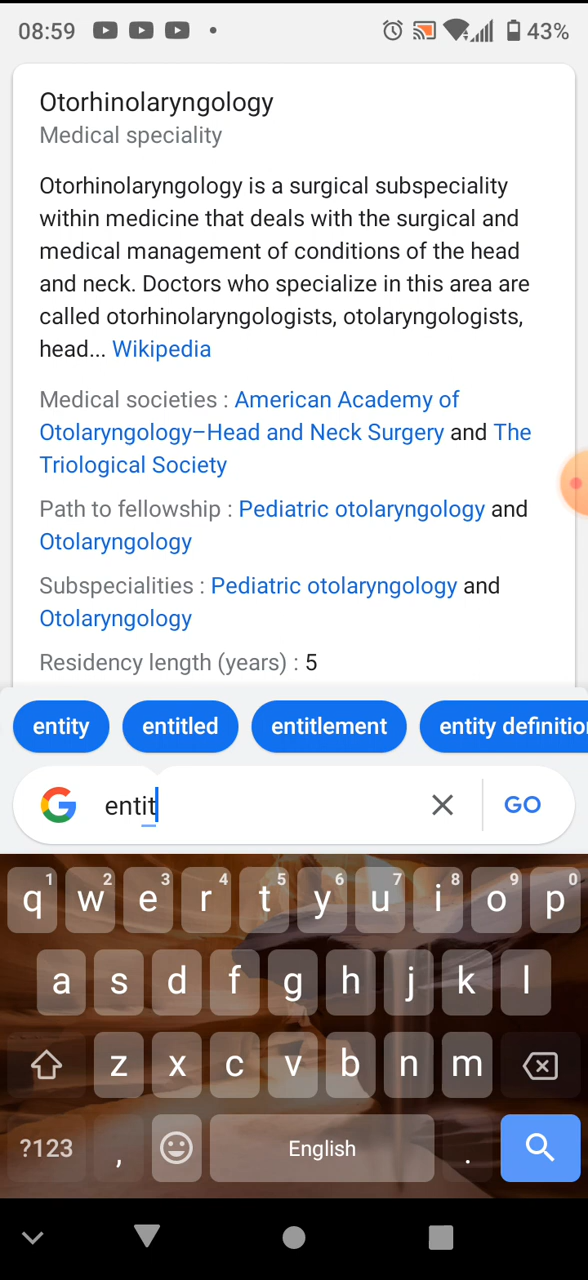 08:59 43%
Otorhinolaryngology
Medical speciality
Otorhinolaryngology is a surgical subspeciality
within medicine that deals with the surgical and
medical management of conditions of the head
and neck. Doctors who specialize in this area are
called otorhinolaryngologists, otolaryngologists,
head... Wikipedia
Medical societies : American Academy of
Otolaryngology–Head and Neck Surgery and The
Triological Society
Path to fellowship : Pediatric otolaryngology and
Otolaryngology
Subspecialities : Pediatric otolaryngology and
Otolaryngology
Residency length (years) : 5
entity entitled entitlement entity definitio
entit GO
1 2 3 4 5 6 7 8 9 0
q w e r t y u i o p
a s d f g h j k l
z x c v b n m
?123 , English .